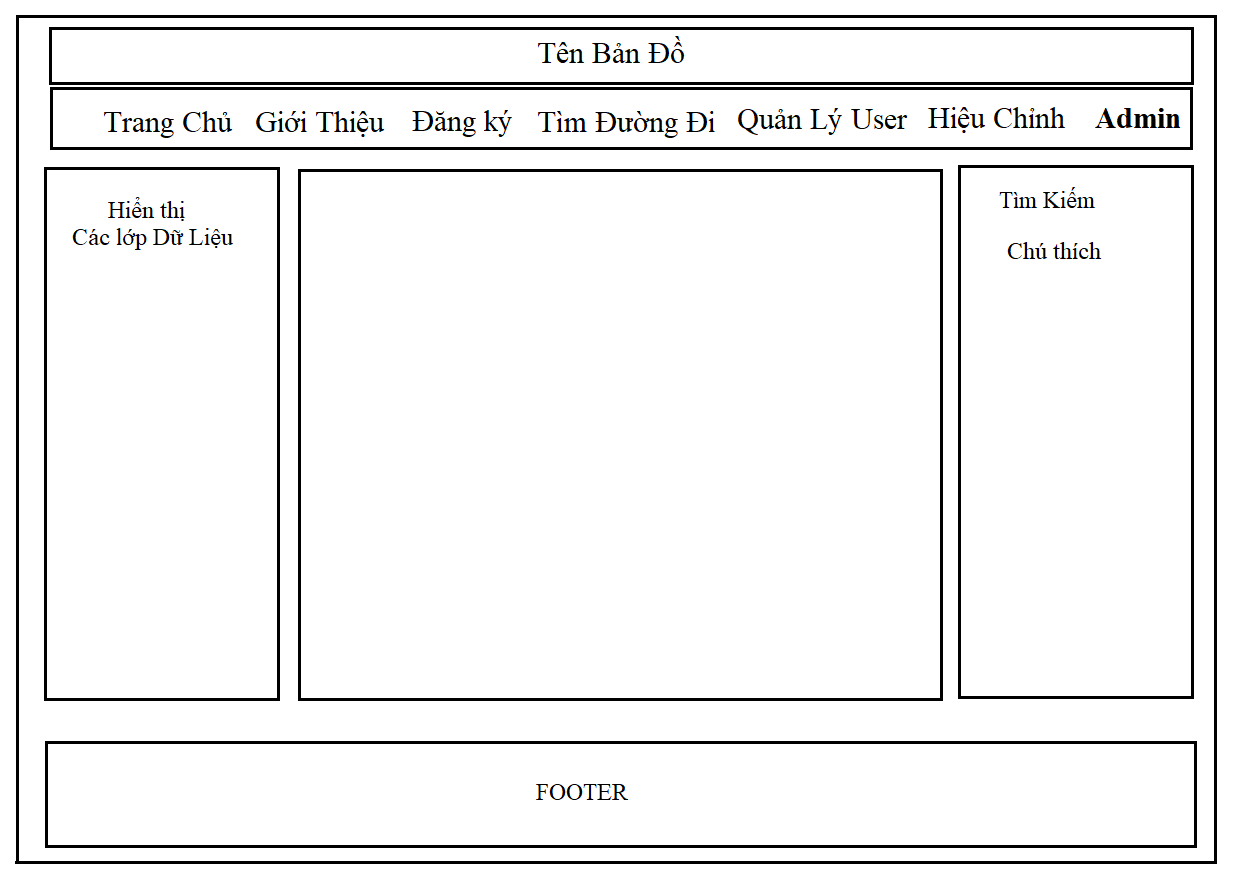 Tên Bản Đồ
Trang Chủ Giới Thiệu Đăng ký Tìm Đường Đi Quản Lý User Hiệu Chỉnh Admin
Hiển thị
Các lớp Dữ Liệu
Tìm Kiếm
Chú thích
FOOTER